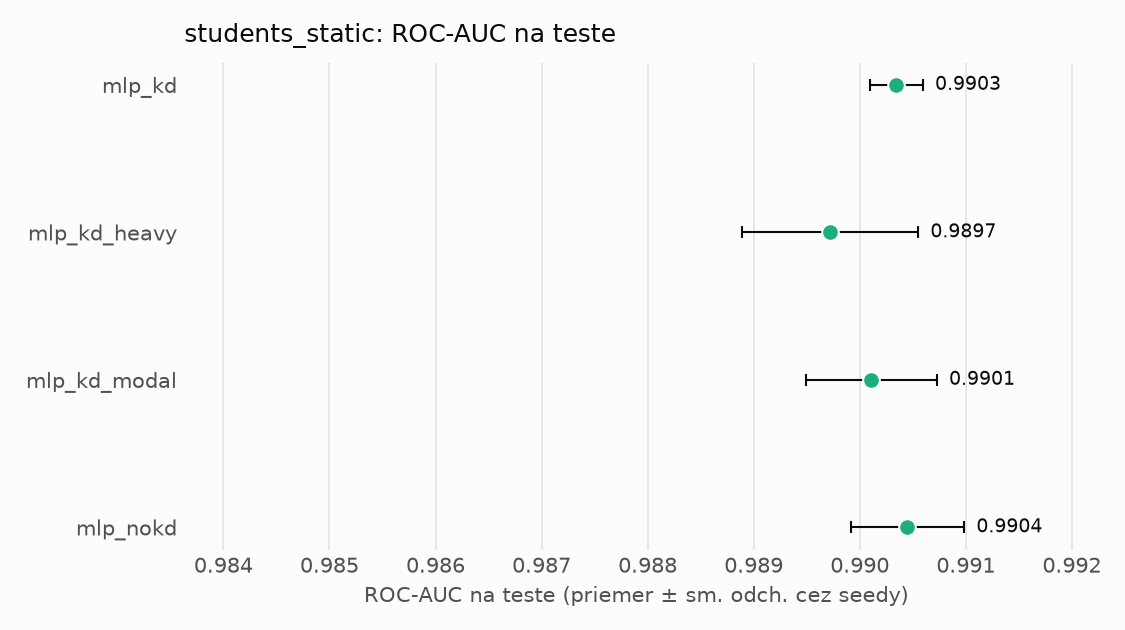 students_static: ROC-AUC na teste
mlp_kd
0.9903
mlp_kd_heavy
0.9897
mlp_kd_modal
0.9901
mlp_nokd
0.9904
0.984 0.985 0.986 0.987 0.988 0.989 0.990 0.991 0.992
ROC-AUC na teste (priemer ± sm. odch. cez seedy)